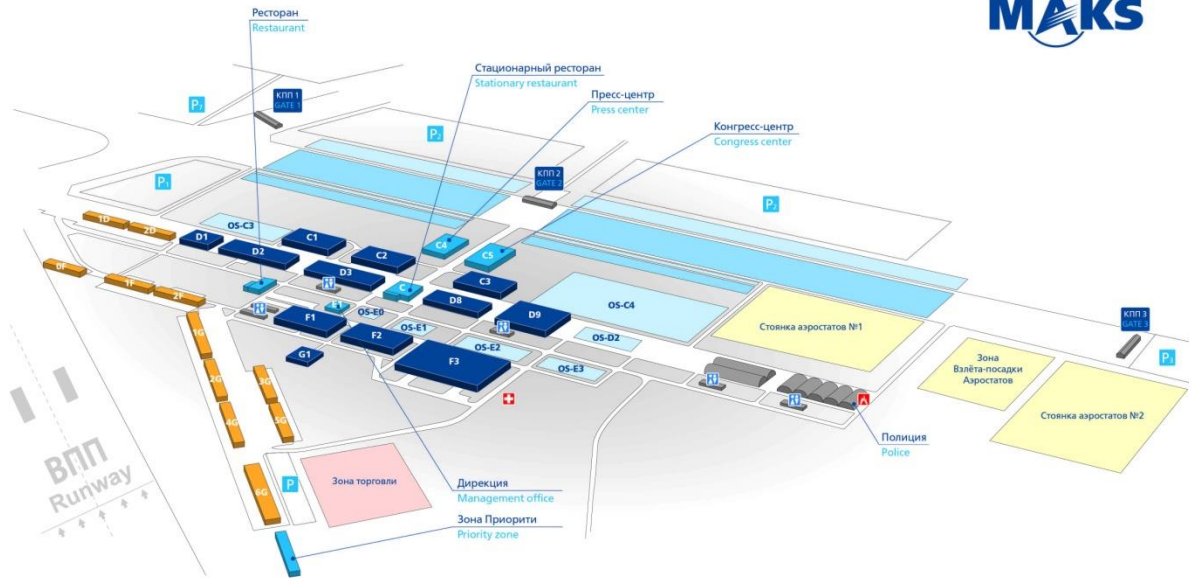 MAKS
Ресторан
Restaurant
Стационарный ресторан
Stationary restaurant
Пресс-центр
Press center
Конгресс-центр
Congress center
КПП 1
GATE 1
P₃
P₂
КПП 2
GATE 2
P₁
P₂
1D
2D
OS-C3
D1
C1
C4
D2
C2
C5
0F
D3
C3
1F
2F
C
OS-C4
E1
OS-E0
D8
D9
Стоянка аэростатов №1
КПП 3
GATE 3
P₃
F1
OS-E1
OS-D2
1G
F2
OS-E2
G1
F3
OS-E3
Зона
Взлёта-посадки
Аэростатов
2G
3G
Стоянка аэростатов №2
4G
5G
Полиция
Police
ВПП
Runway
6G
P
Зона торговли
Дирекция
Management office
Зона Приорити
Priority zone